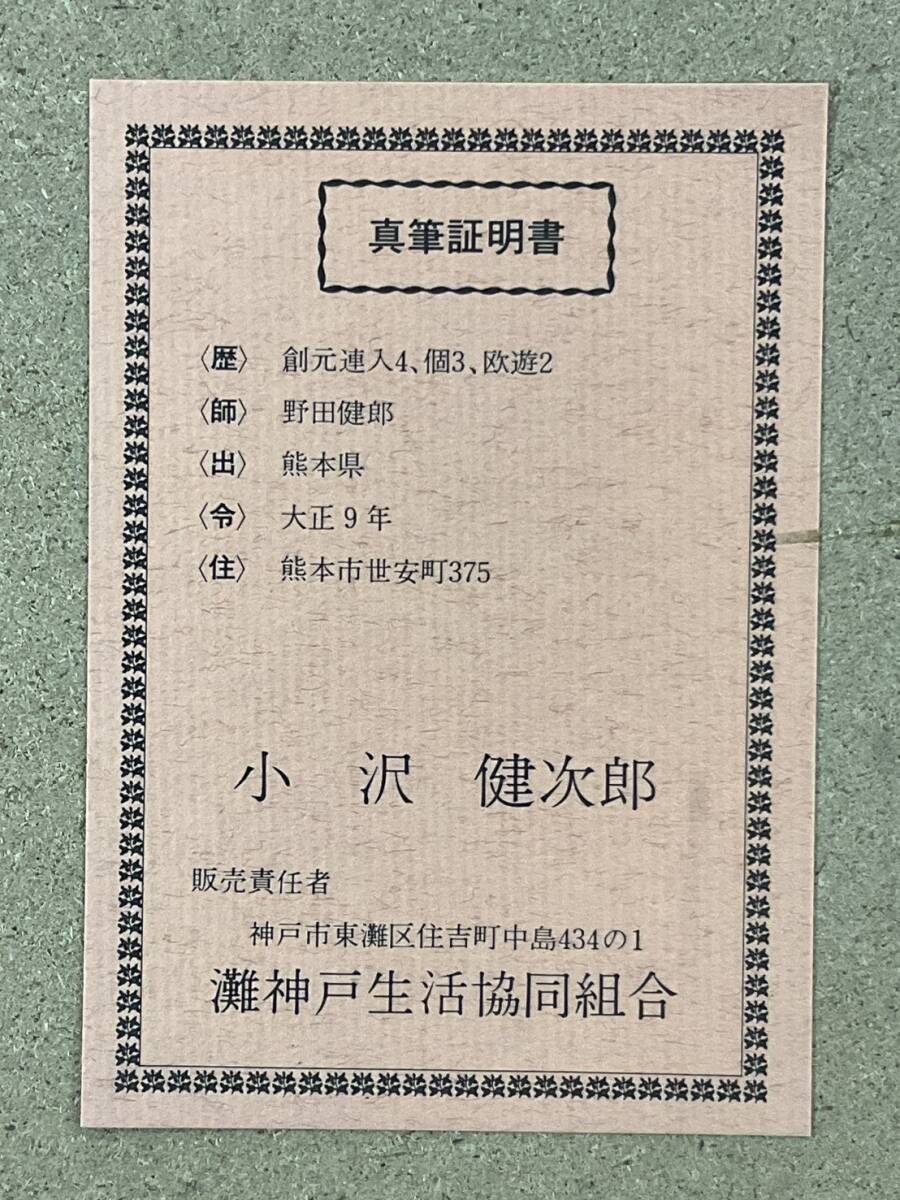 真筆証明書
〈歴〉 創元連入4、個3、欧遊2
〈師〉 野田健郎
〈出〉 熊本県
〈令〉 大正9年
〈住〉 熊本市世安町375
小沢 健次郎
販売責任者
神戸市東灘区住吉町中島434の1
灘神戸生活協同組合